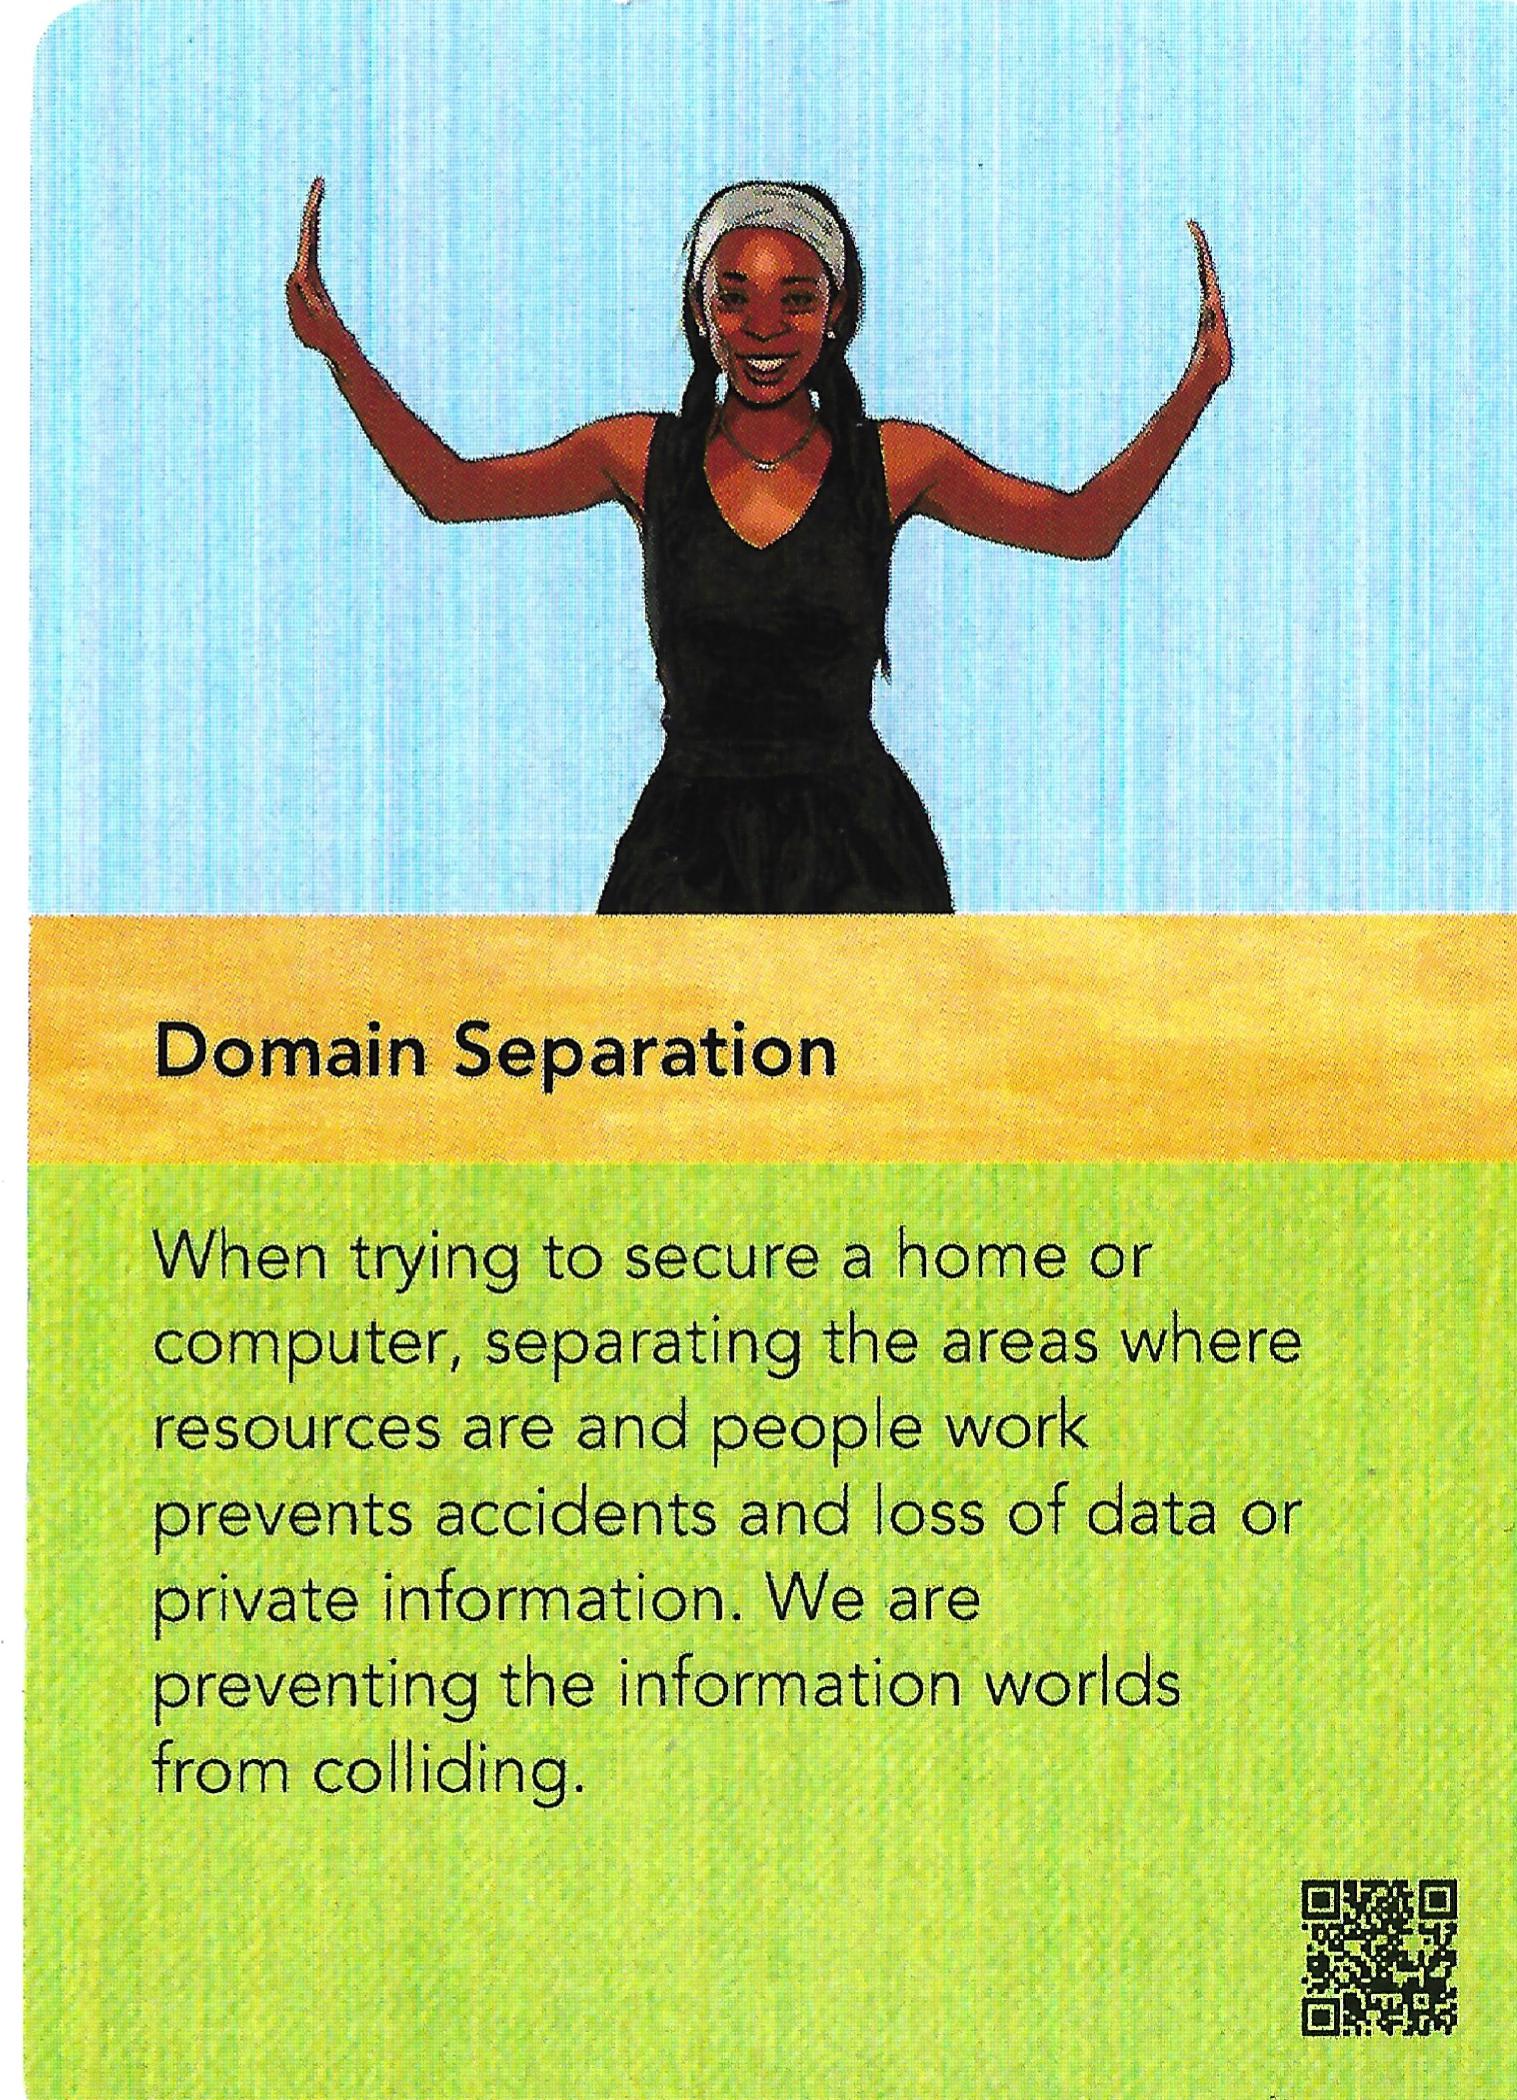 Domain Separation
When trying to secure a home or
computer, separating the areas where
resources are and people work
prevents accidents and loss of data or
private information. We are
preventing the information worlds
from colliding.